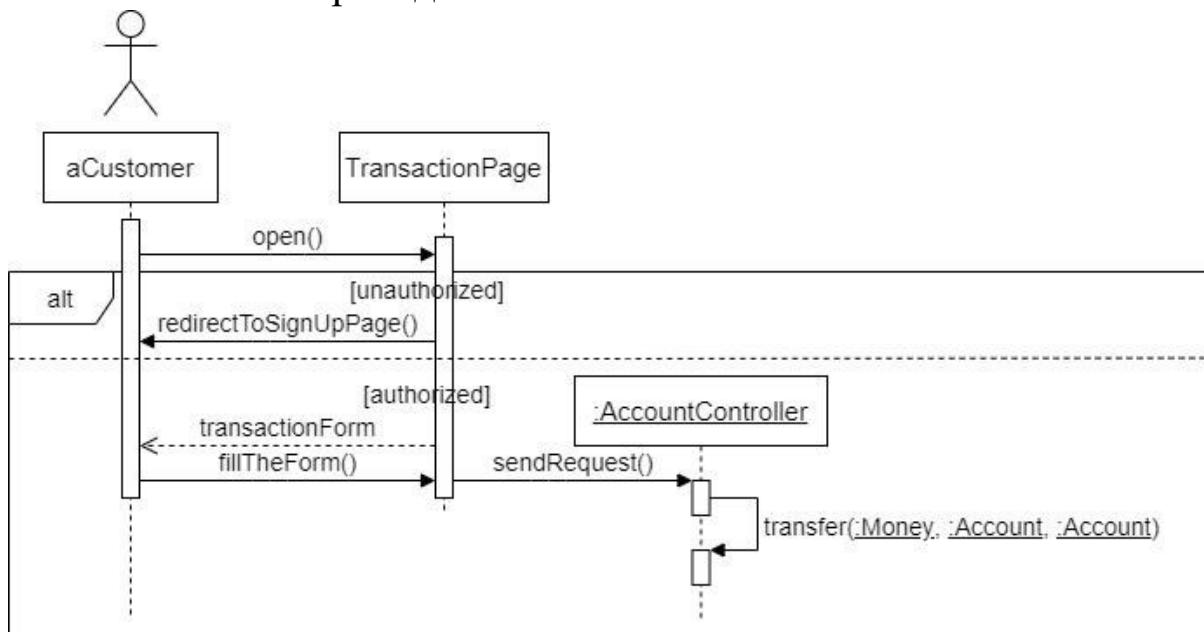 aCustomer
TransactionPage
open()
alt
[unauthorized]
redirectToSignUpPage()
[authorized]
:AccountController
transactionForm
fillTheForm()
sendRequest()
transfer(:Money, :Account, :Account)